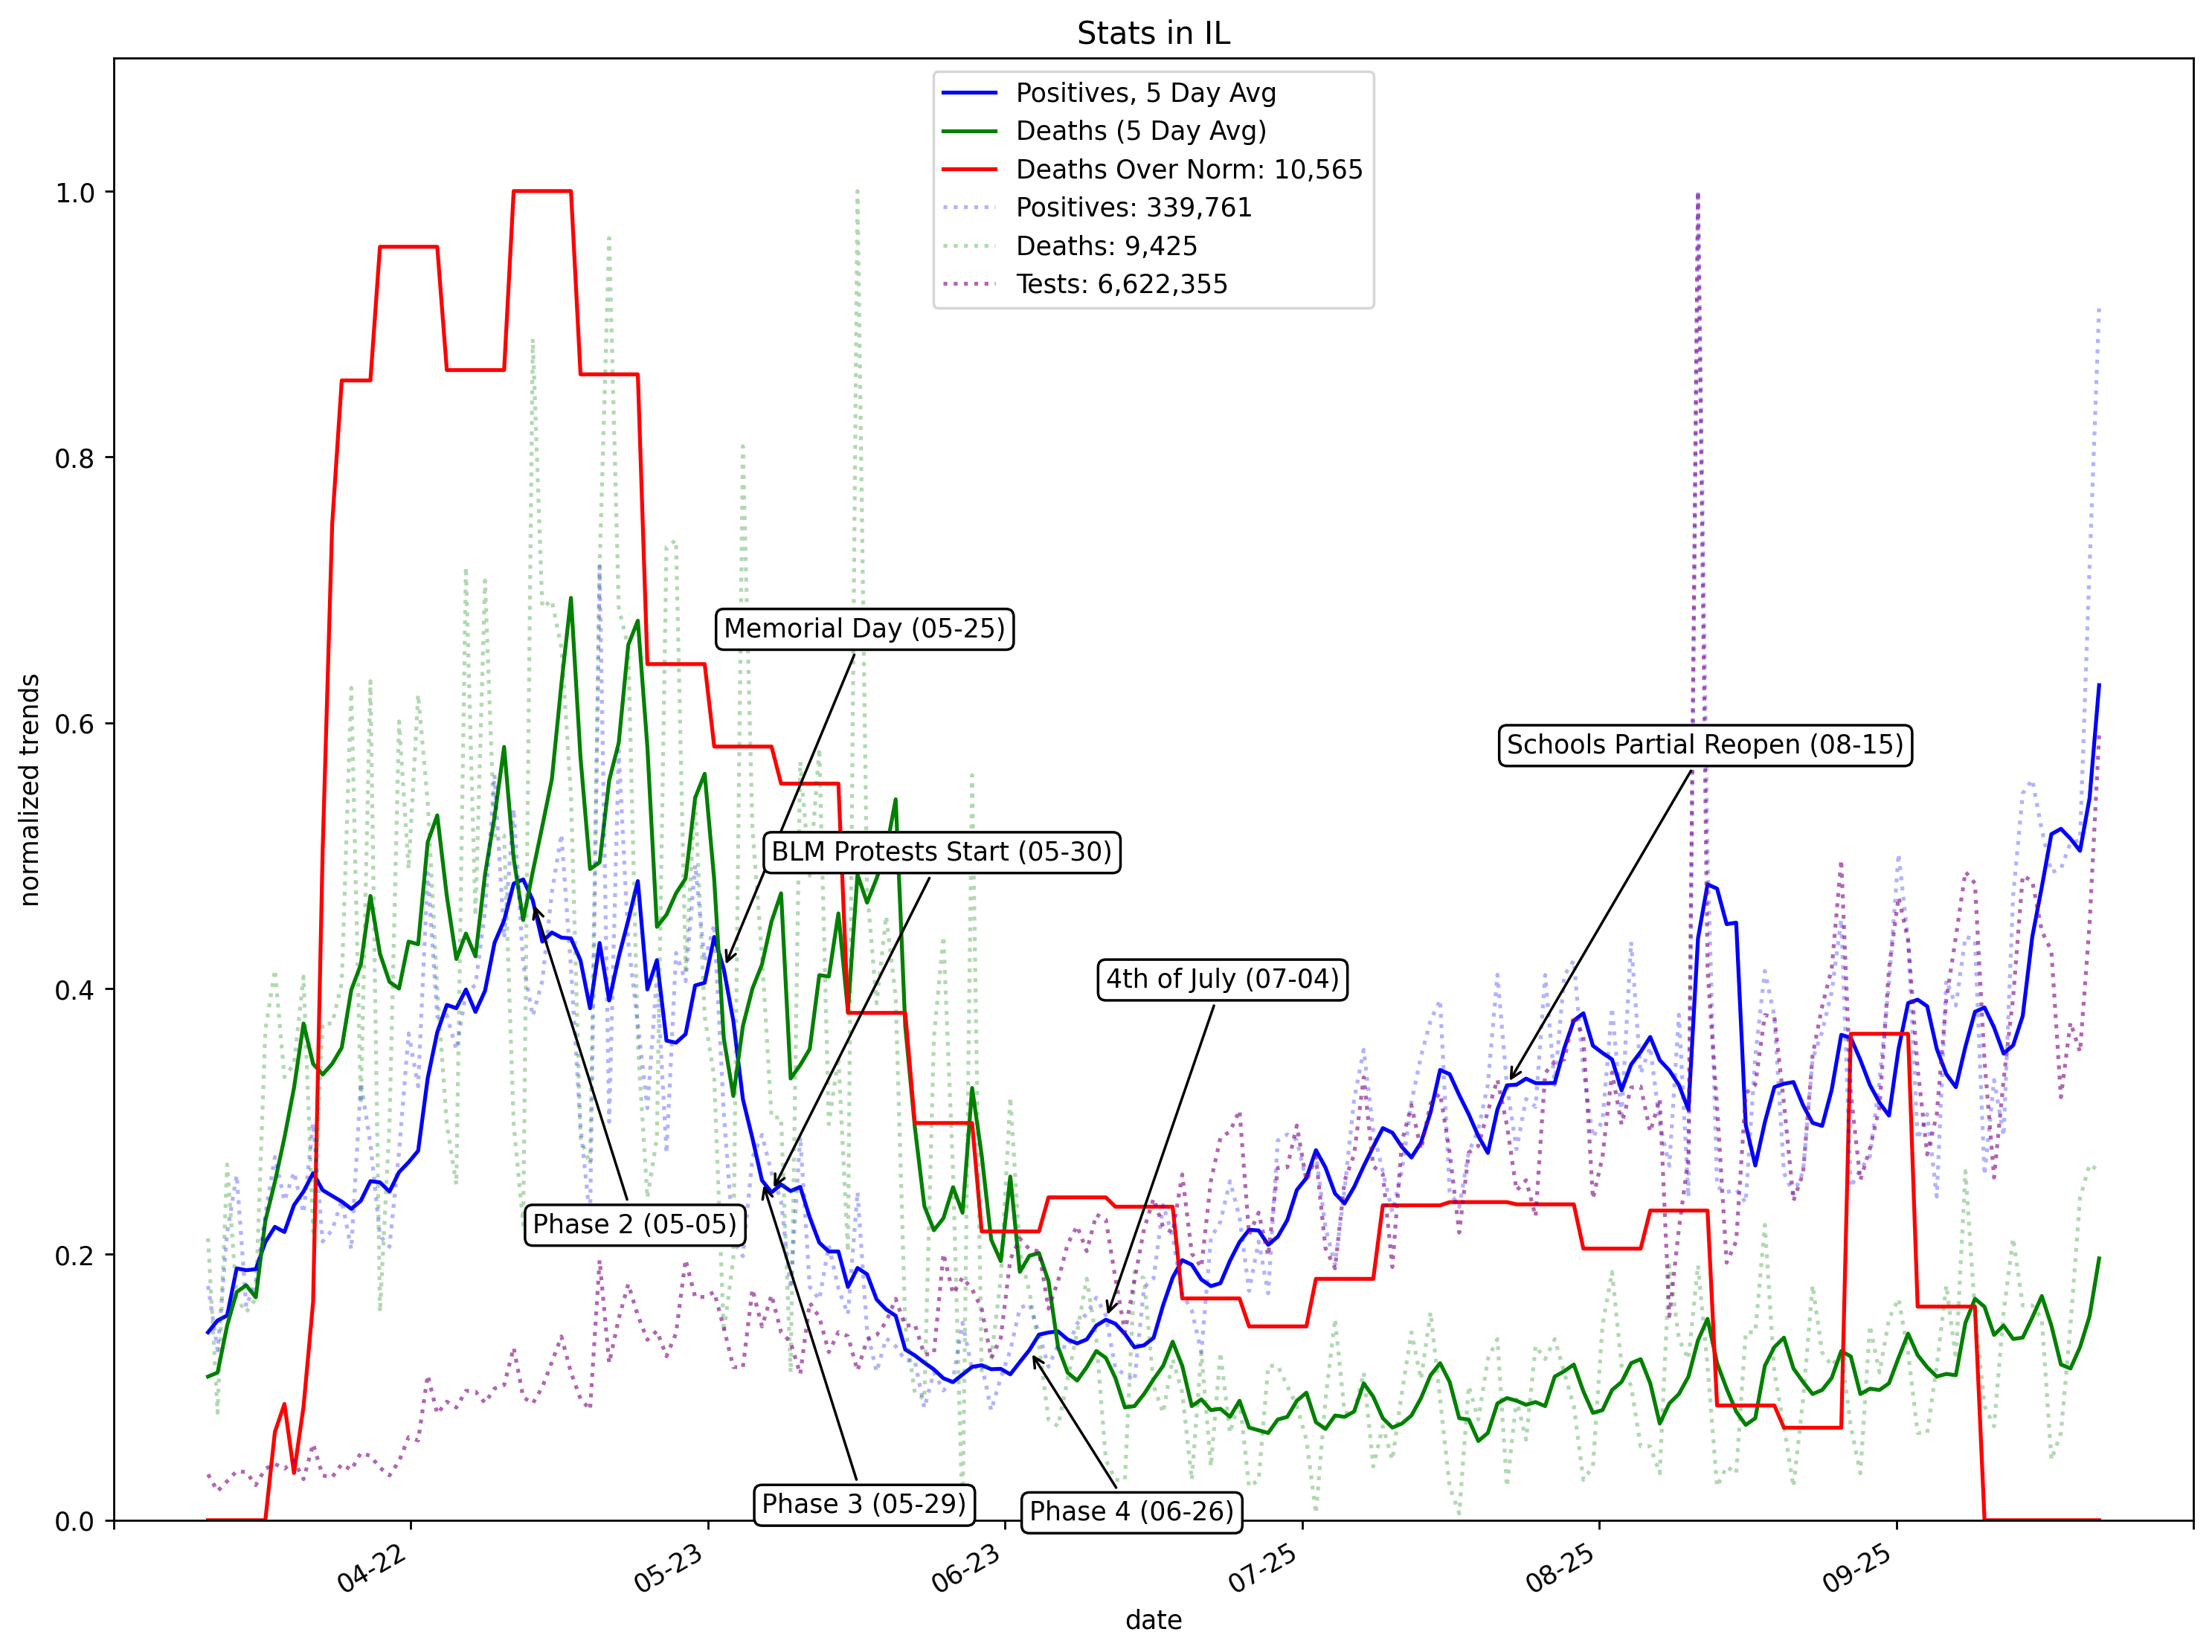 Stats in IL
Positives, 5 Day Avg
Deaths (5 Day Avg)
Deaths Over Norm: 10,565
Positives: 339,761
Deaths: 9,425
Tests: 6,622,355
1.0
0.8
0.6
0.4
0.2
0.0
normalized trends
Memorial Day (05-25)
Schools Partial Reopen (08-15)
BLM Protests Start (05-30)
4th of July (07-04)
Phase 2 (05-05)
Phase 3 (05-29)
Phase 4 (06-26)
04-22
05-23
06-23
07-25
08-25
09-25
date